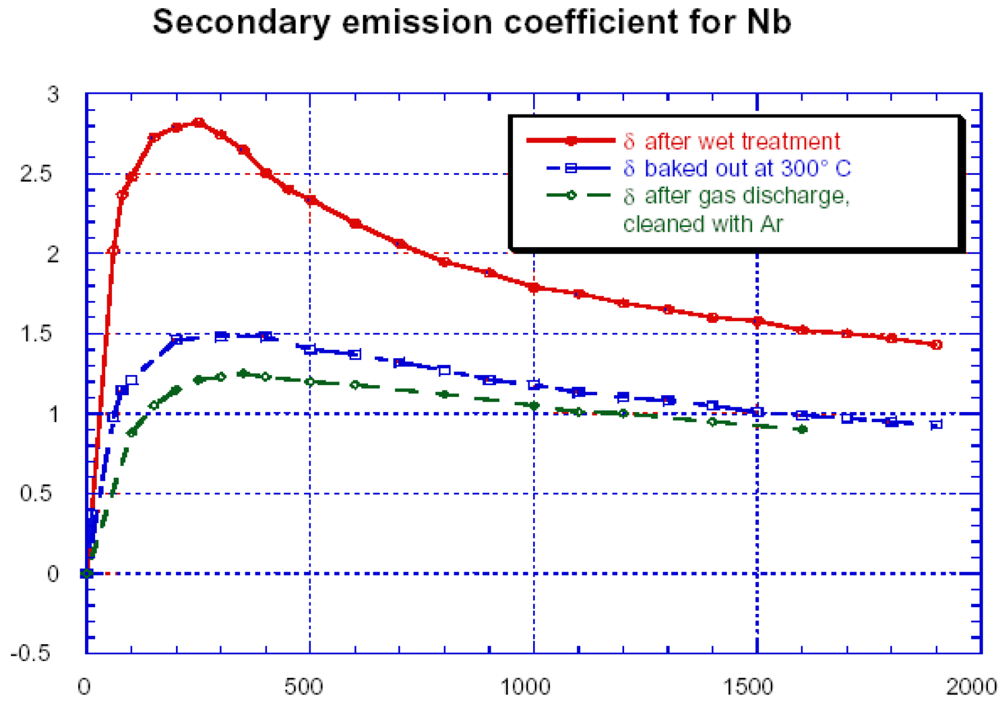 Secondary emission coefficient for Nb
3
2.5
2
1.5
1
0.5
0
-0.5
δ after wet treatment
δ baked out at 300° C
δ after gas discharge,
cleaned with Ar
0 500 1000 1500 2000